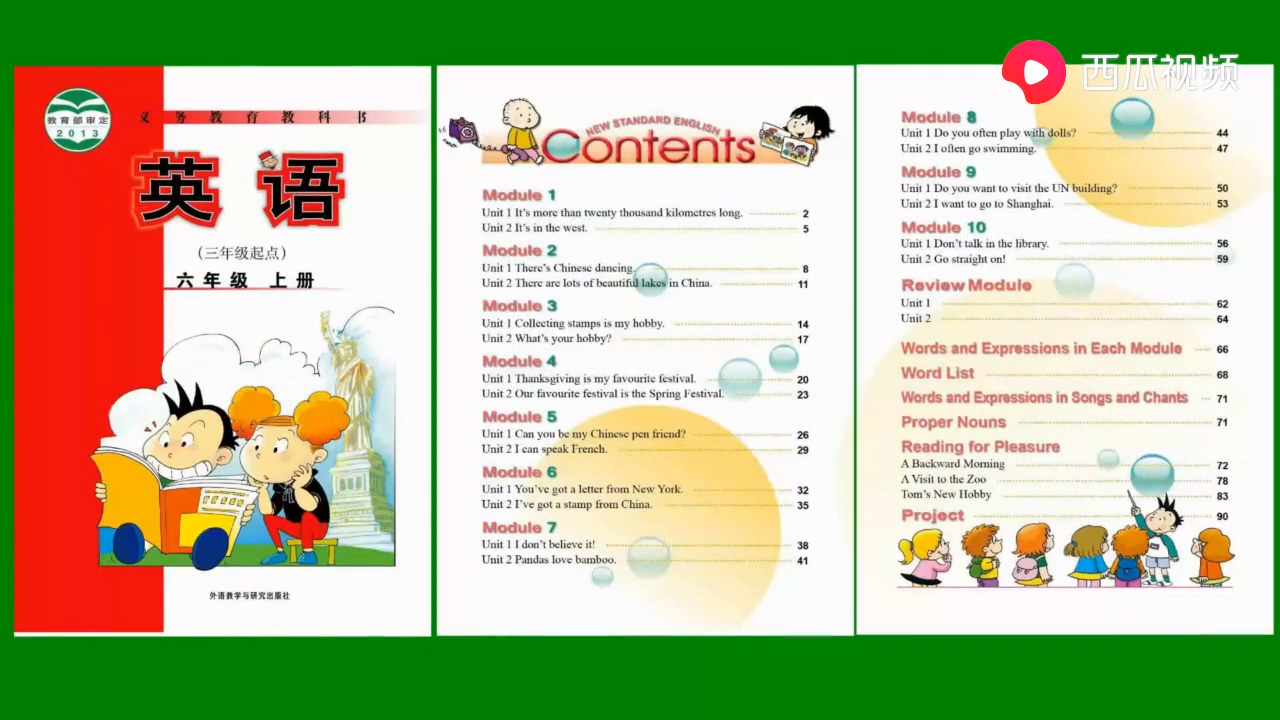 西瓜视频
教育部审定
2013
义务教育教科书
英语
(三年级起点)
六年级 上册
外语教学与研究出版社
NEW STANDARD ENGLISH
Contents
Module 1
Unit 1 It's more than twenty thousand kilometres long. 2
Unit 2 It's in the west. 5
Module 2
Unit 1 There's Chinese dancing. 8
Unit 2 There are lots of beautiful lakes in China. 11
Module 3
Unit 1 Collecting stamps is my hobby. 14
Unit 2 What's your hobby? 17
Module 4
Unit 1 Thanksgiving is my favourite festival. 20
Unit 2 Our favourite festival is the Spring Festival. 23
Module 5
Unit 1 Can you be my Chinese pen friend? 26
Unit 2 I can speak French. 29
Module 6
Unit 1 You've got a letter from New York. 32
Unit 2 I've got a stamp from China. 35
Module 7
Unit 1 I don't believe it! 38
Unit 2 Pandas love bamboo. 41
Module 8
Unit 1 Do you often play with dolls? 44
Unit 2 I often go swimming. 47
Module 9
Unit 1 Do you want to visit the UN building? 50
Unit 2 I want to go to Shanghai. 53
Module 10
Unit 1 Don't talk in the library. 56
Unit 2 Go straight on! 59
Review Module
Unit 1 62
Unit 2 64
Words and Expressions in Each Module 66
Word List 68
Words and Expressions in Songs and Chants 71
Proper Nouns 71
Reading for Pleasure
A Backward Morning 72
A Visit to the Zoo 78
Tom's New Hobby 83
Project 90